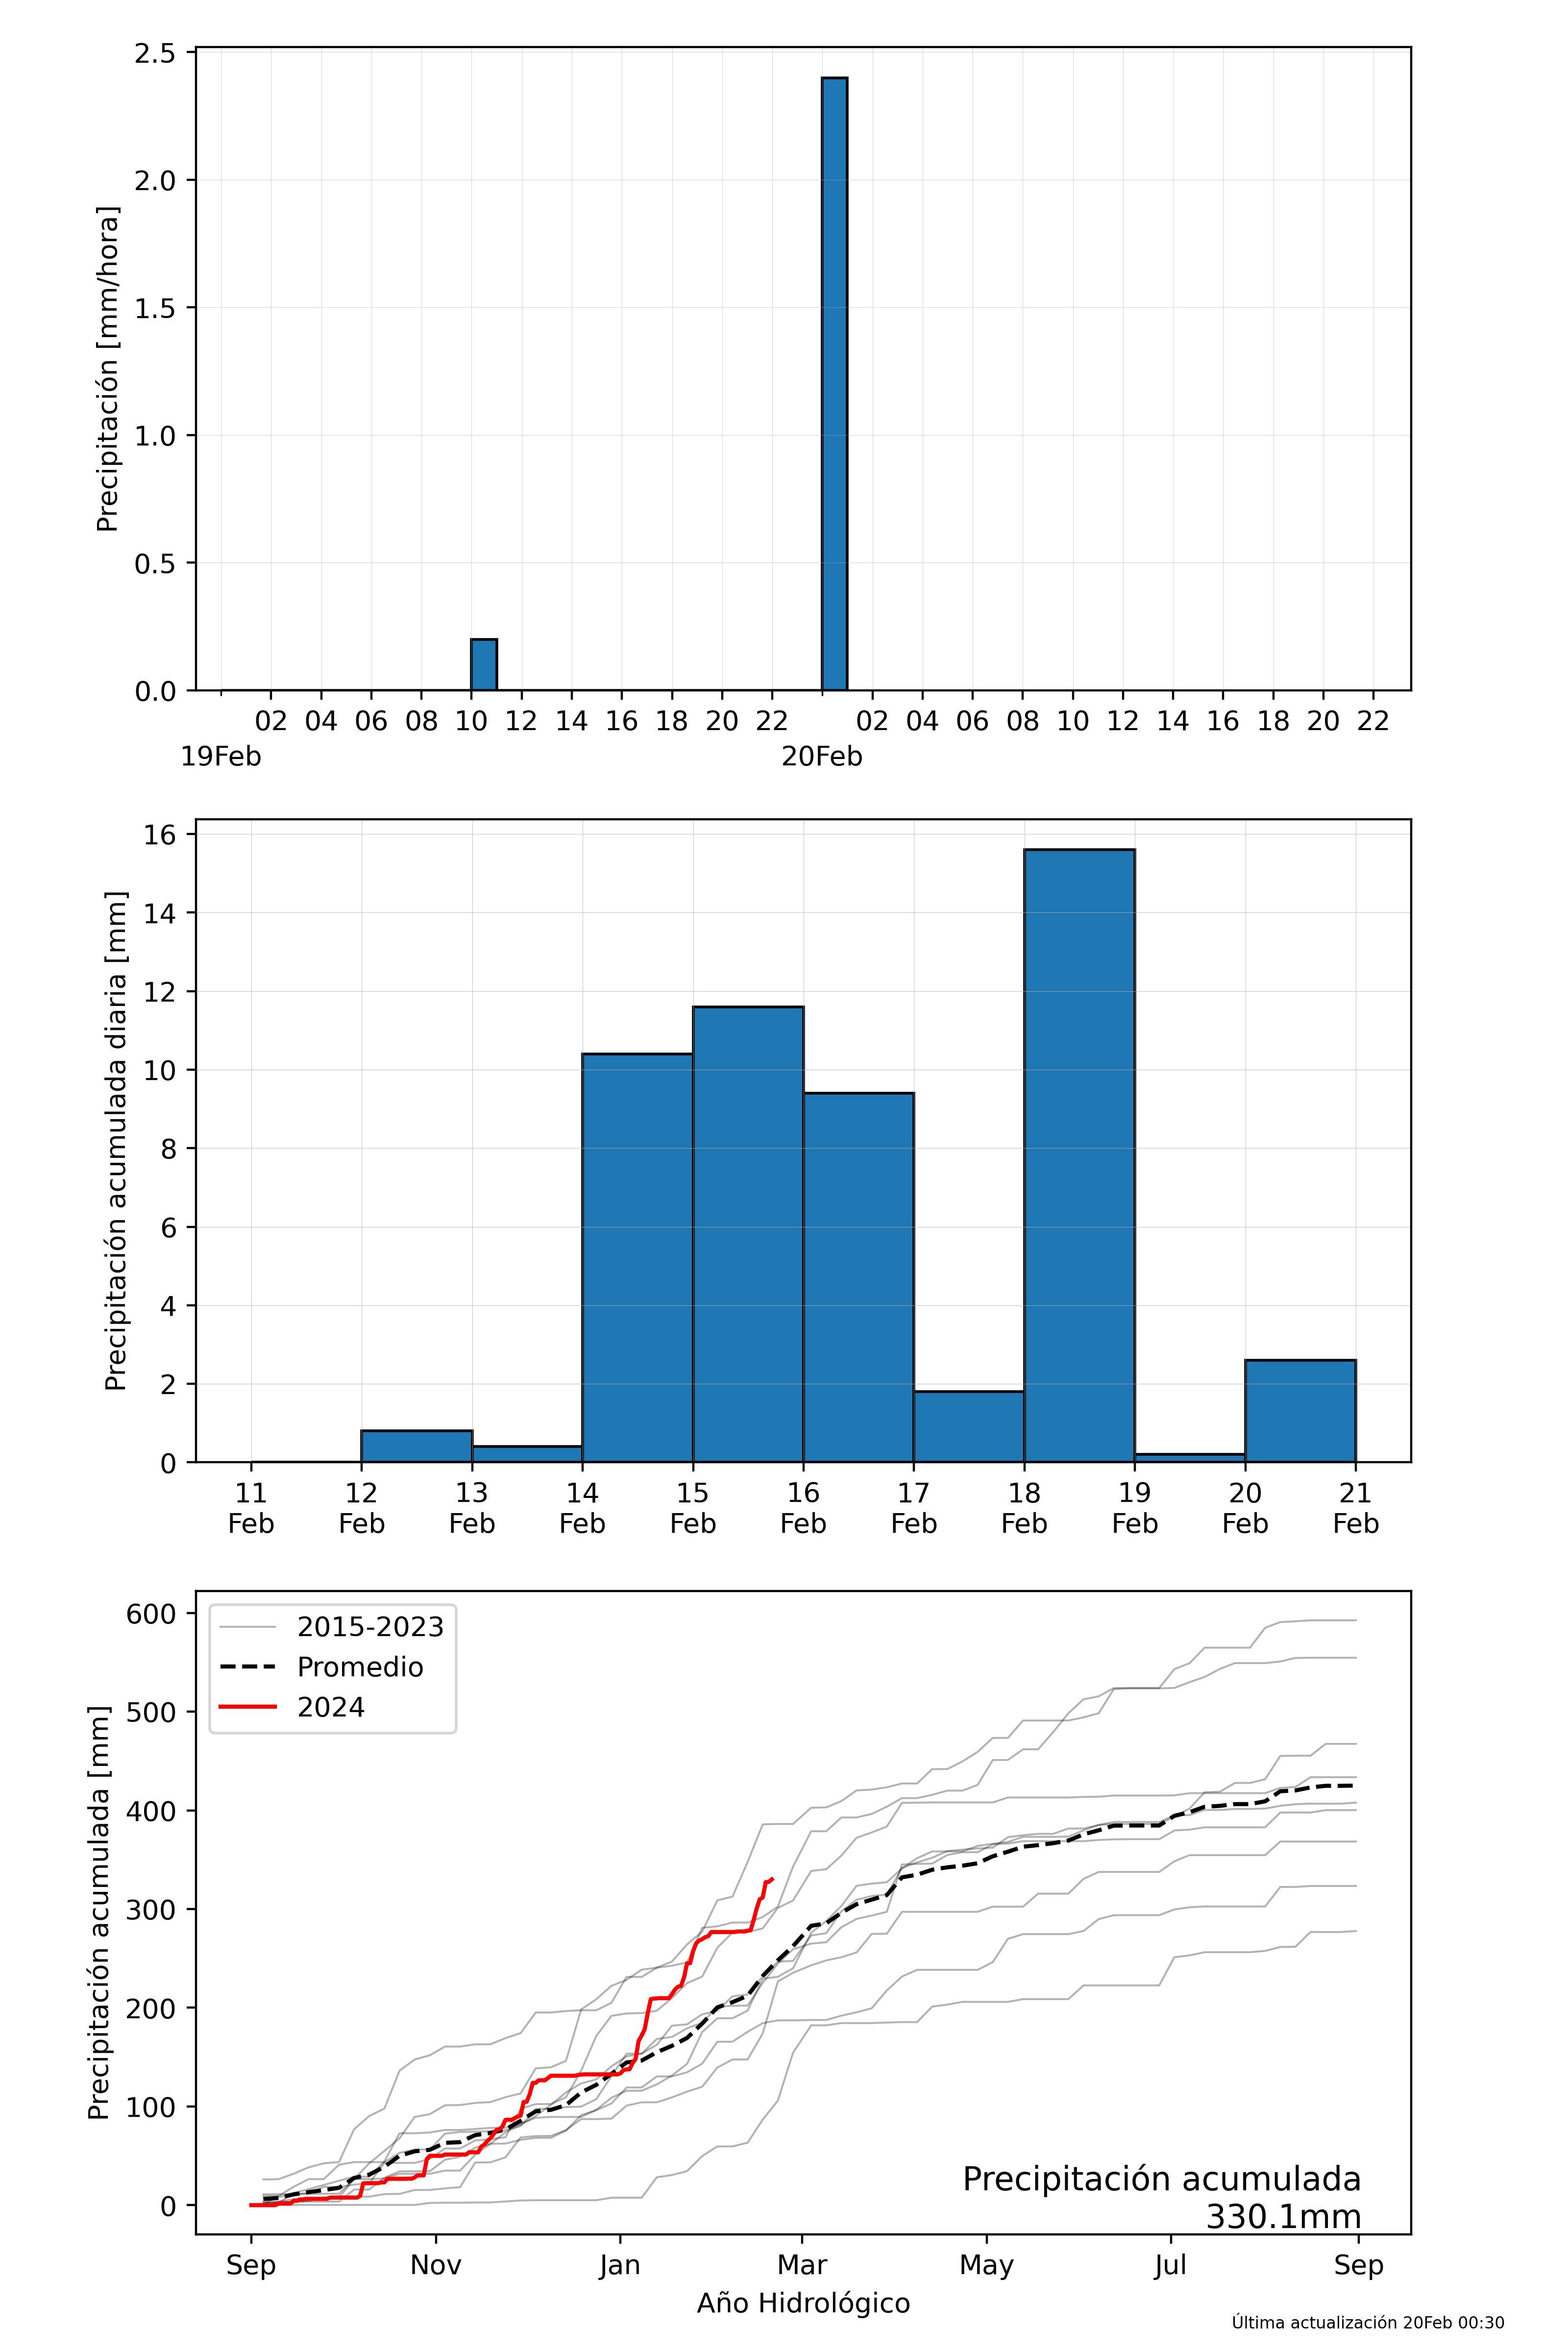 2.5
2.0
1.5
1.0
0.5
0.0
Precipitación [mm/hora]
02 04 06 08 10 12 14 16 18 20 22 02 04 06 08 10 12 14 16 18 20 22
19Feb 20Feb
16
14
12
10
8
6
4
2
0
Precipitación acumulada diaria [mm]
11 12 13 14 15 16 17 18 19 20 21
Feb Feb Feb Feb Feb Feb Feb Feb Feb Feb Feb
600
500
400
300
200
100
0
Precipitación acumulada [mm]
2015-2023
Promedio
2024
Precipitación acumulada
330.1mm
Sep Nov Jan Mar May Jul Sep
Año Hidrológico
Última actualización 20Feb 00:30